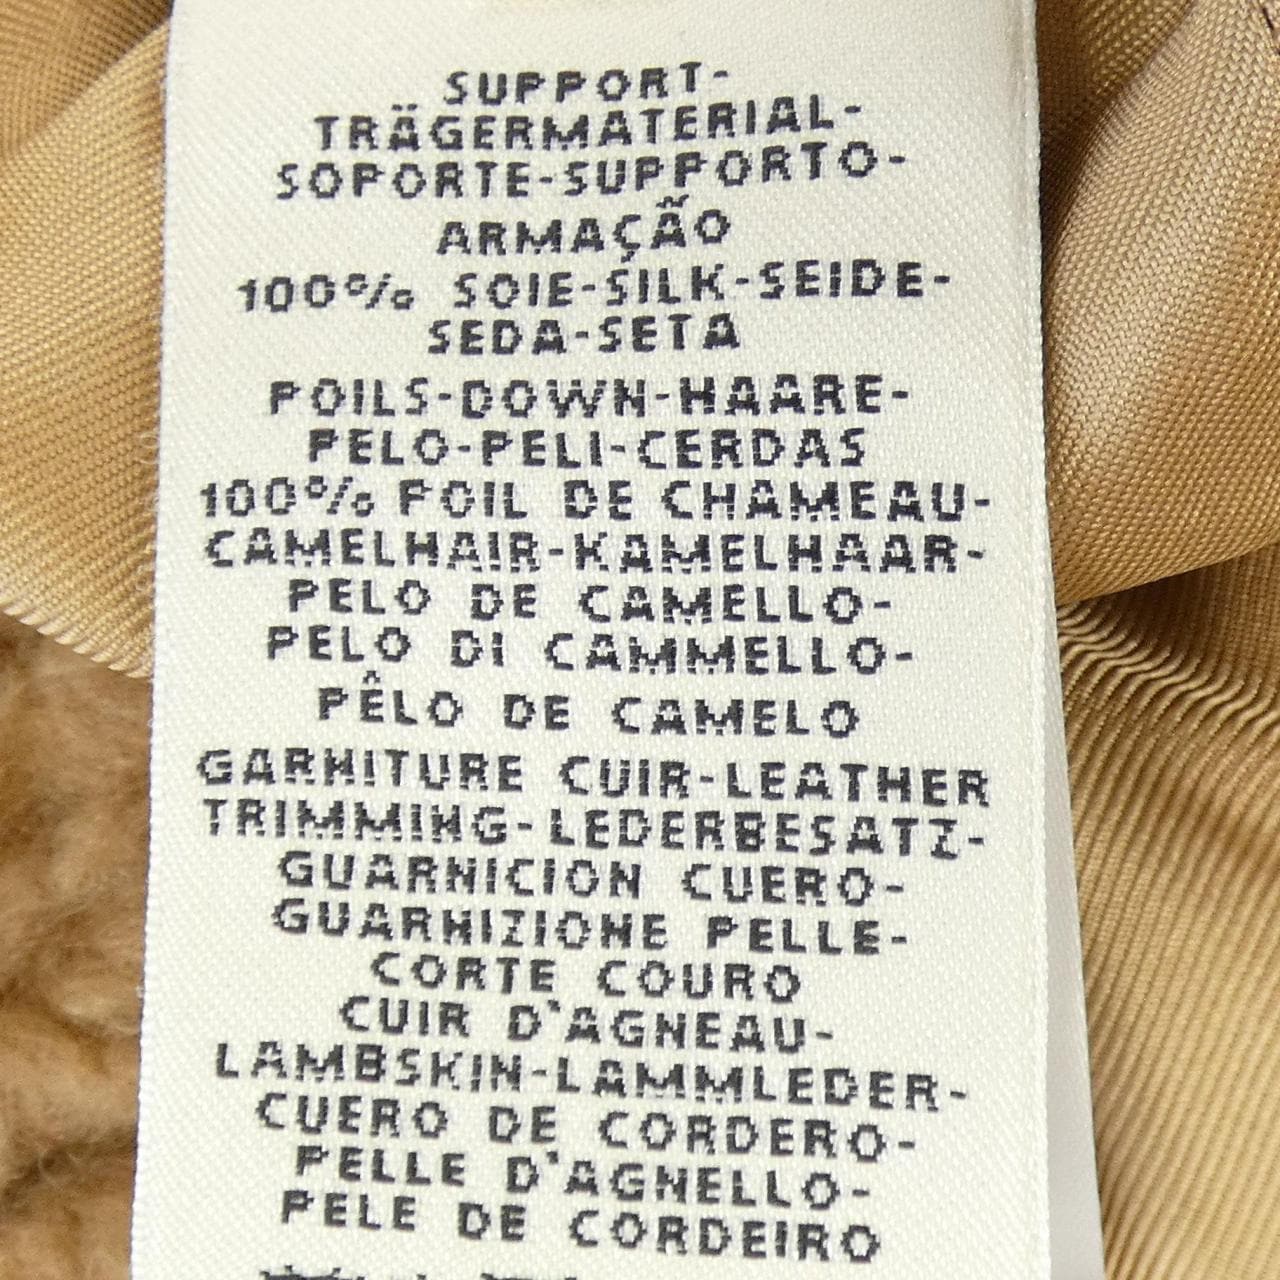 SUPPORT-
TRÄGERMATERIAL-
SOPORTE-SUPPORTO-
ARMAÇÃO
100% SOIE-SILK-SEIDE-
SEDA-SETA
POILS-DOWN-HAARE-
PELO-PELI-CERDAS
100% POIL DE CHAMEAU-
CAMELHAIR-KAMELHAAR-
PELO DE CAMELLO-
PELO DI CAMMELLO-
PÊLO DE CAMELO
GARNITURE CUIR-LEATHER
TRIMMING-LEDERBESATZ-
GUARNICION CUERO-
GUARNIZIONE PELLE-
CORTE COURO
CUIR D'AGNEAU-
LAMBSKIN-LAMMLEDER-
CUERO DE CORDERO-
PELLE D'AGNELLO-
PELE DE CORDEIRO